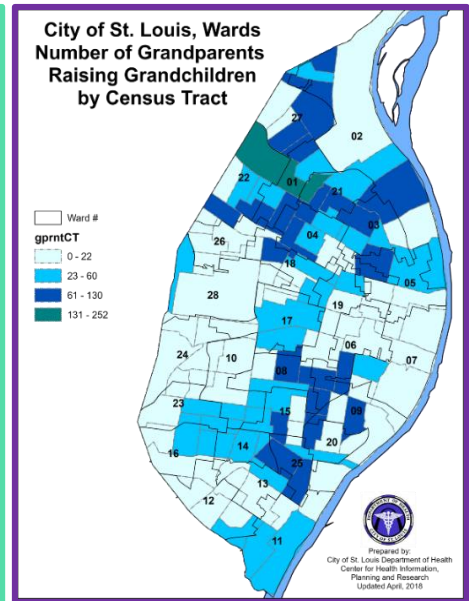 City of St. Louis, Wards
Number of Grandparents
Raising Grandchildren
by Census Tract
27
02
01
22
21
03
04
26
18
05
28
19
17
06
07
24
10
08
23
15
09
20
14
16
25
13
12
11
Ward #
gprntCT
0 - 22
23 - 60
61 - 130
131 - 252
Prepared by:
City of St. Louis Department of Health
Center for Health Information,
Planning and Research
Updated April, 2018